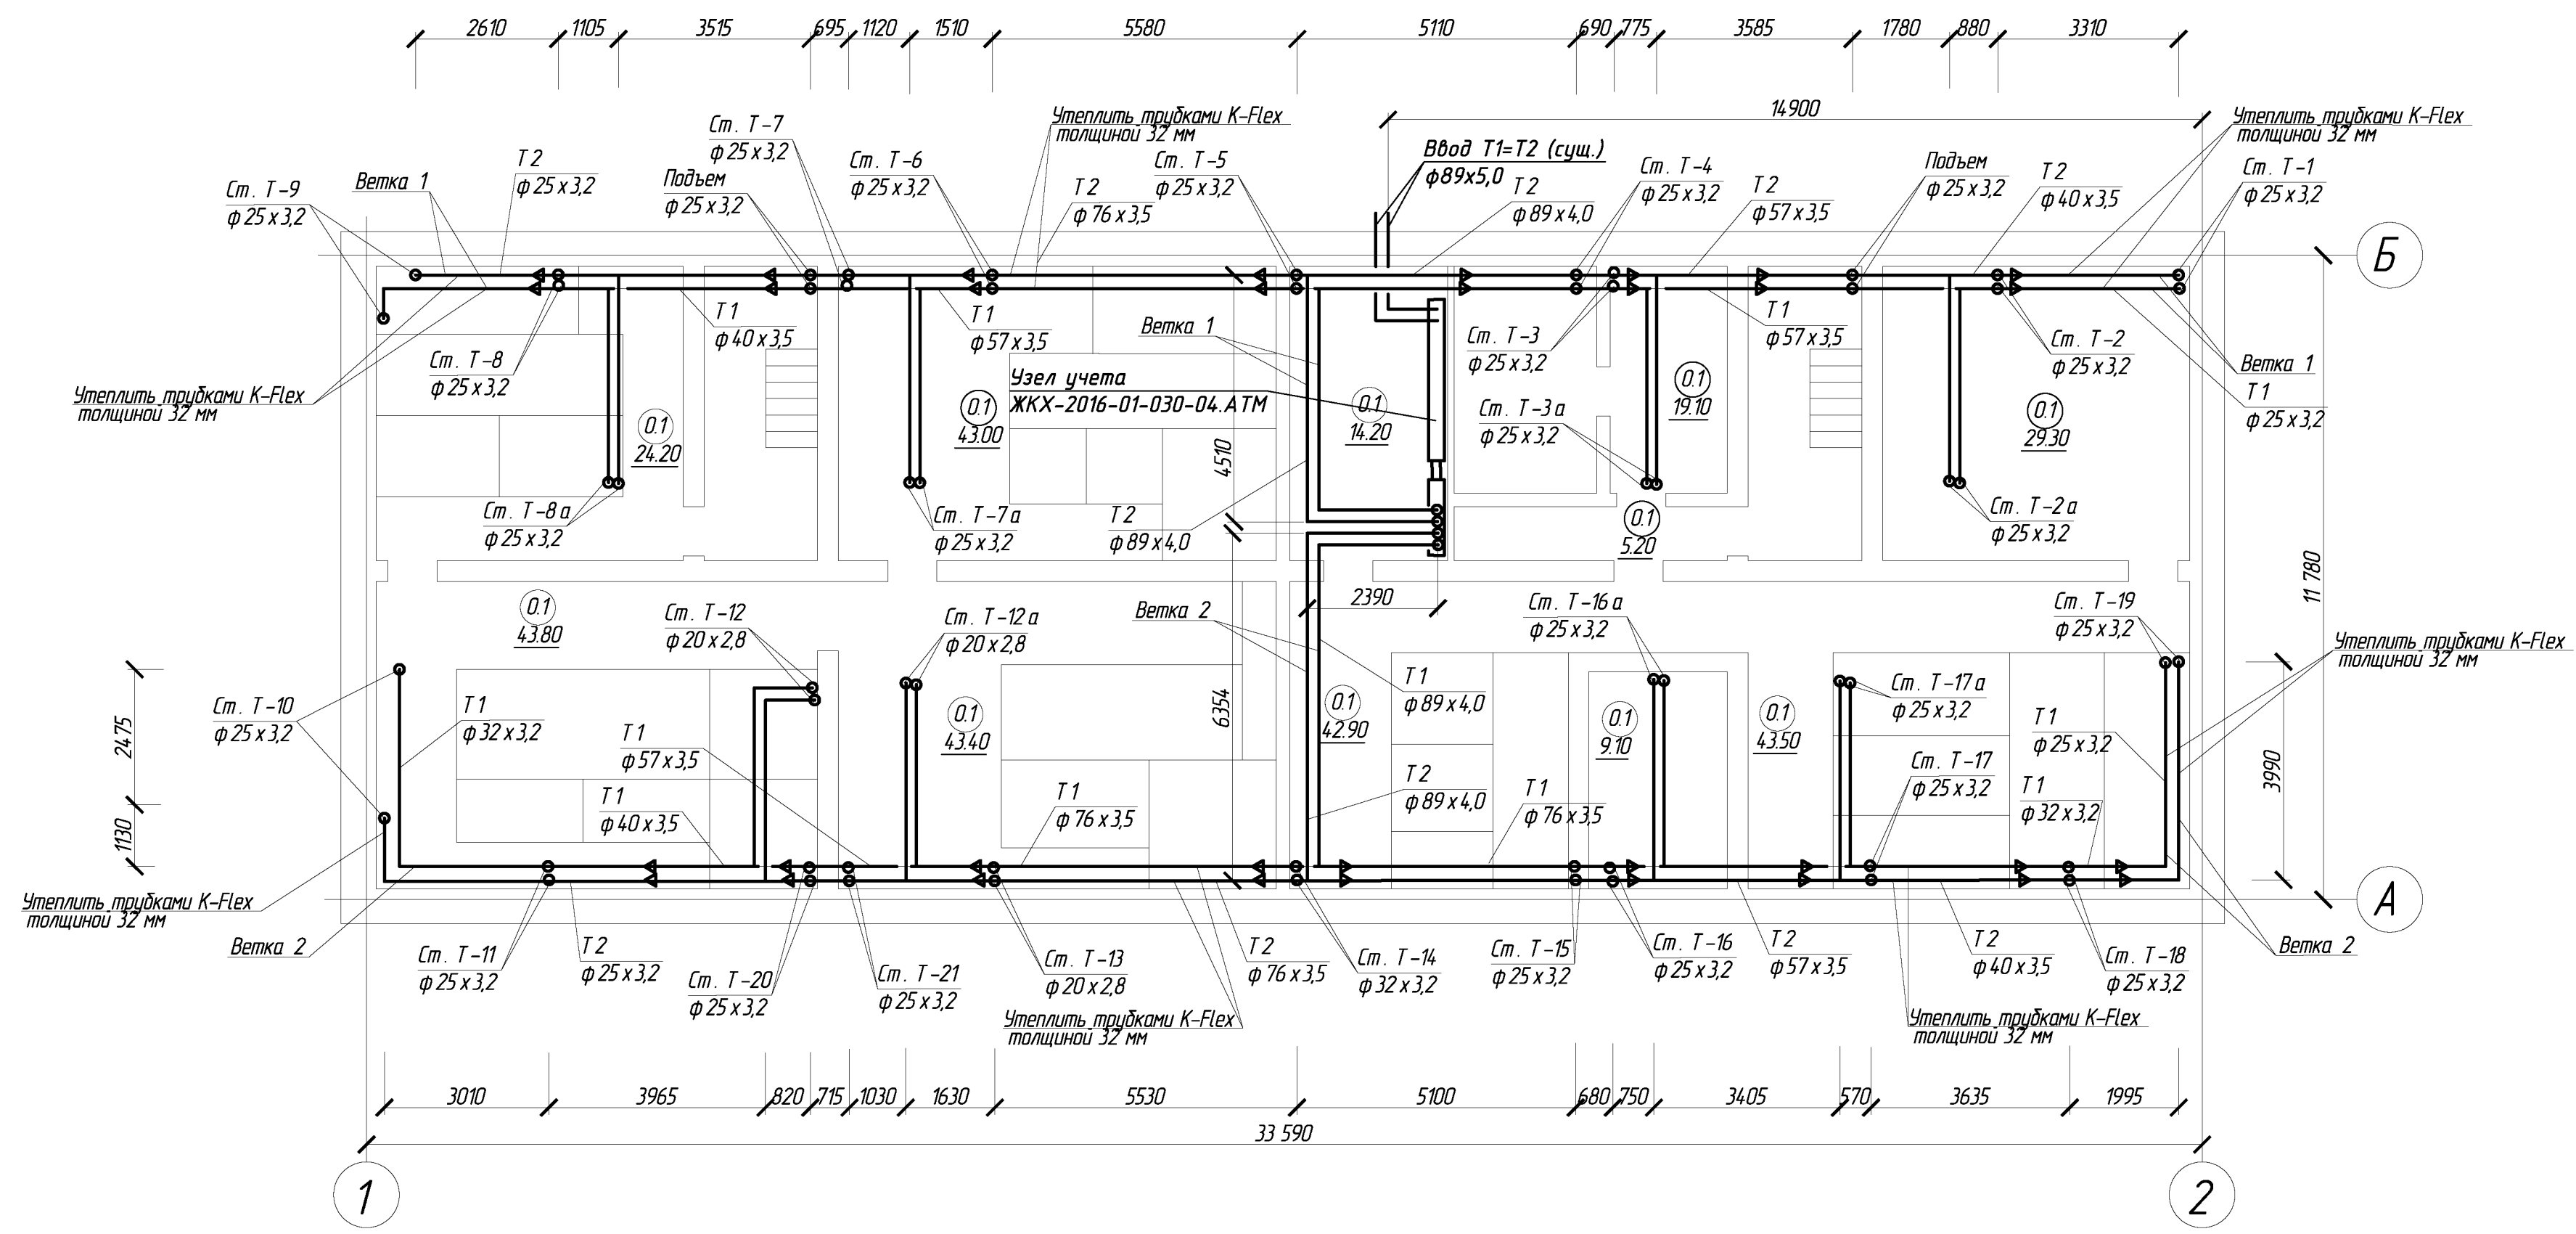 2610 1105 3515 695 1120 1510 5580 5110 690 775 3585 1780 880 3310
14900
Ст. Т-9
ф 25 х 3,2
Ветка 1
Т 2
ф 25 х 3,2
Подъем
ф 25 х 3,2
Ст. Т-7
ф 25 х 3,2
Ст. Т-6
ф 25 х 3,2
Утеплить трубками K-Flex
толщиной 32 мм
Т 2
ф 76 х 3,5
Ст. Т-5
ф 25 х 3,2
Ввод Т1=Т2 (сущ.)
ф89х5,0
Т 2
ф 89 х 4,0
Ст. Т-4
ф 25 х 3,2
Т 2
ф 57 х 3,5
Подъем
ф 25 х 3,2
Т 2
ф 40 х 3,5
Утеплить трубками K-Flex
толщиной 32 мм
Ст. Т-1
ф 25 х 3,2
Б
Утеплить трубками K-Flex
толщиной 32 мм
Ст. Т-8
ф 25 х 3,2
Т 1
ф 40 х 3,5
Т 1
ф 57 х 3,5
Ветка 1
Узел учета
ЖКХ-2016-01-030-04.АТМ
Ст. Т-3
ф 25 х 3,2
Т 1
ф 57 х 3,5
Ст. Т-2
ф 25 х 3,2
Ветка 1
Т 1
ф 25 х 3,2
0.1
24.20
0.1
43.00
4510
0.1
14.20
Ст. Т-3 а
ф 25 х 3,2
0.1
19.10
0.1
29.30
Ст. Т-8 а
ф 25 х 3,2
Ст. Т-7 а
ф 25 х 3,2
Т 2
ф 89 х 4,0
0.1
5.20
Ст. Т-2 а
ф 25 х 3,2
11 780
0.1
43.80
Ст. Т-12
ф 20 х 2,8
Ст. Т-12 а
ф 20 х 2,8
Ветка 2
2390
Ст. Т-16 а
ф 25 х 3,2
Ст. Т-19
ф 25 х 3,2
Утеплить трубками K-Flex
толщиной 32 мм
2475
1130
Ст. Т-10
ф 25 х 3,2
Т 1
ф 32 х 3,2
Т 1
ф 57 х 3,5
Т 1
ф 40 х 3,5
0.1
43.40
Т 1
ф 76 х 3,5
6354
0.1
42.90
Т 1
ф 89 х 4,0
Т 2
ф 89 х 4,0
Т 1
ф 76 х 3,5
0.1
9.10
0.1
43.50
Ст. Т-17 а
ф 25 х 3,2
Ст. Т-17
ф 25 х 3,2
Т 1
ф 25 х 3,2
Т 1
ф 32 х 3,2
3990
А
Утеплить трубками K-Flex
толщиной 32 мм
Ветка 2
Ст. Т-11
ф 25 х 3,2
Т 2
ф 25 х 3,2
Ст. Т-20
ф 25 х 3,2
Ст. Т-21
ф 25 х 3,2
Ст. Т-13
ф 20 х 2,8
Утеплить трубками K-Flex
толщиной 32 мм
Т 2
ф 76 х 3,5
Ст. Т-14
ф 32 х 3,2
Ст. Т-15
ф 25 х 3,2
Ст. Т-16
ф 25 х 3,2
Т 2
ф 57 х 3,5
Т 2
ф 40 х 3,5
Ст. Т-18
ф 25 х 3,2
Ветка 2
Утеплить трубками K-Flex
толщиной 32 мм
3010 3965 820 715 1030 1630 5530 5100 680 750 3405 570 3635 1995
33 590
1 2